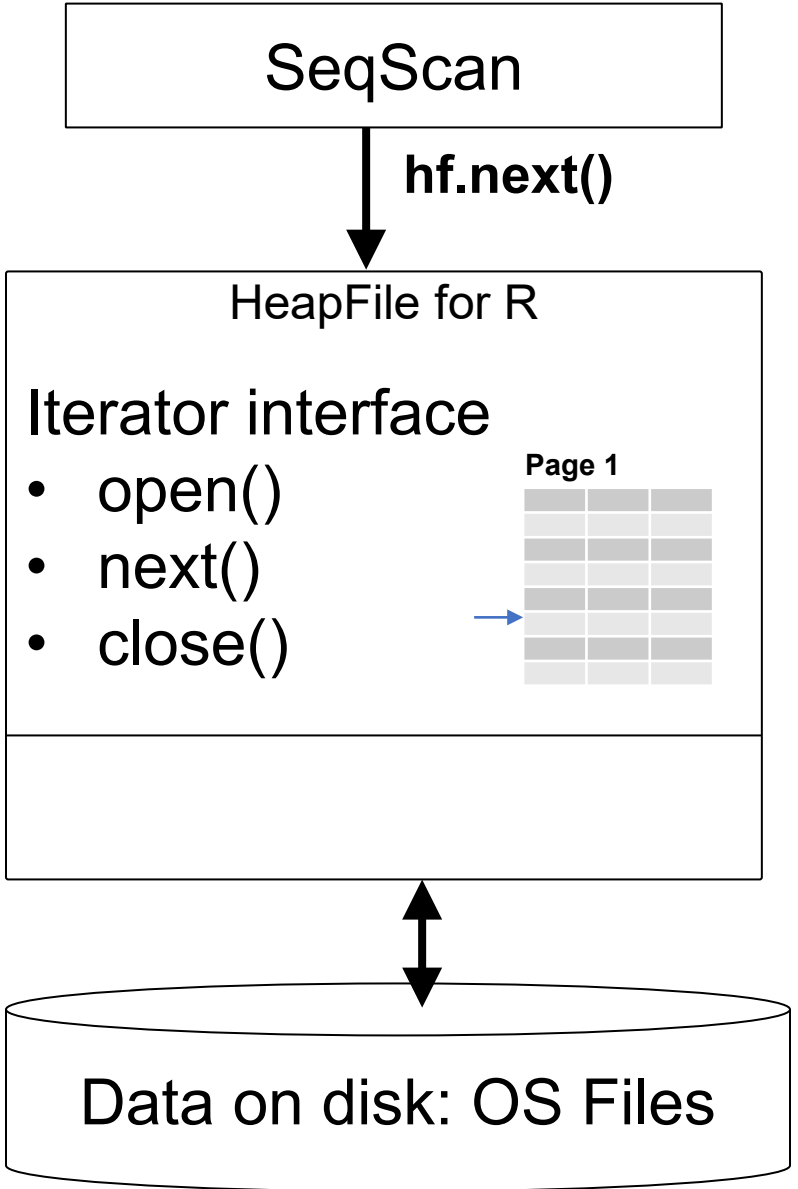 SeqScan
hf.next()
HeapFile for R
Iterator interface
• open()
• next()
• close()
Page 1
Data on disk: OS Files